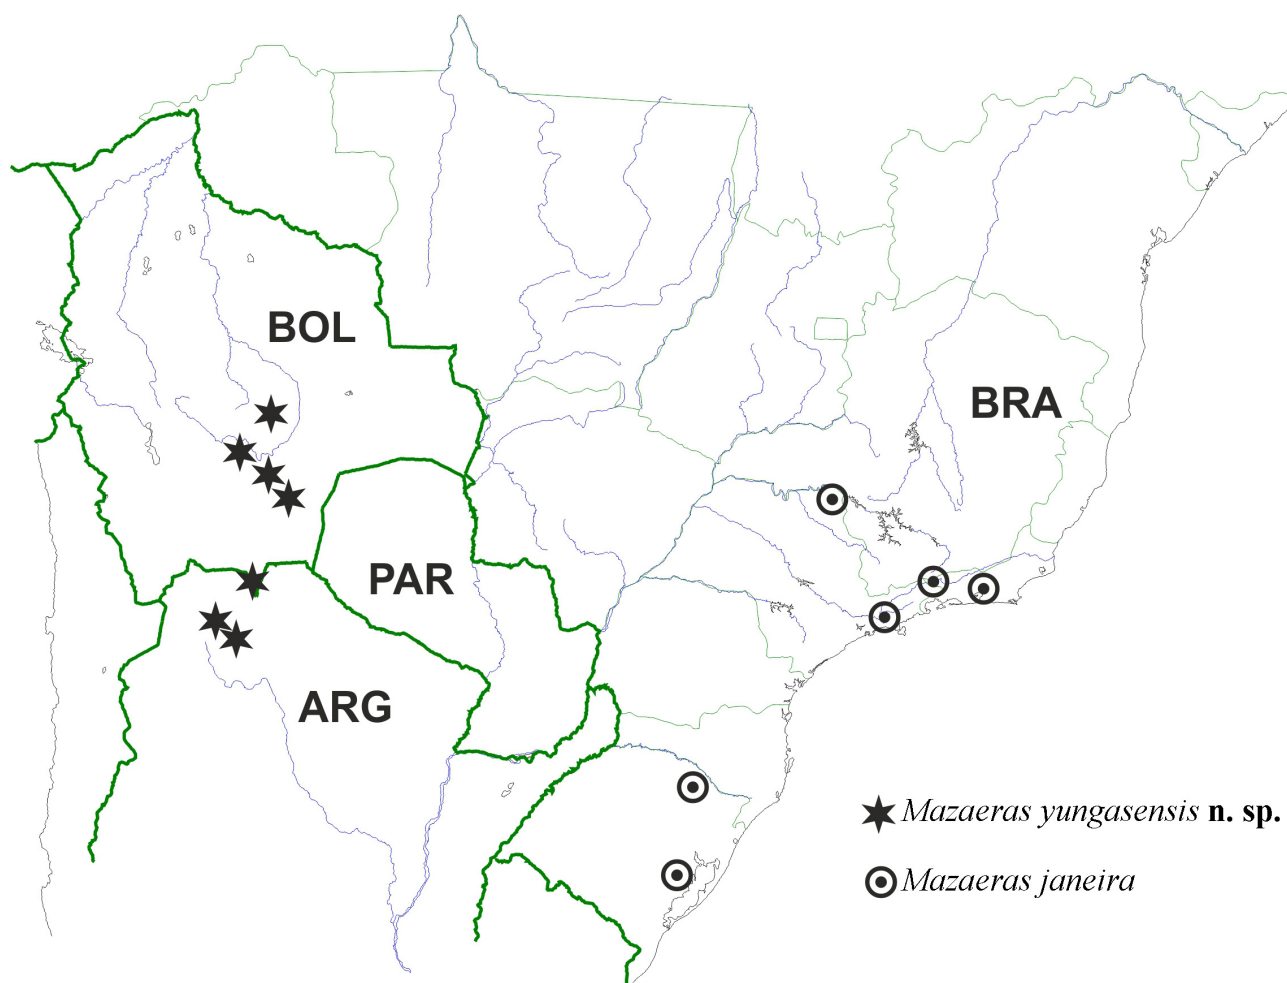 BOL
BRA
PAR
ARG
Mazaeras yungasensis n. sp.
Mazaeras janeira